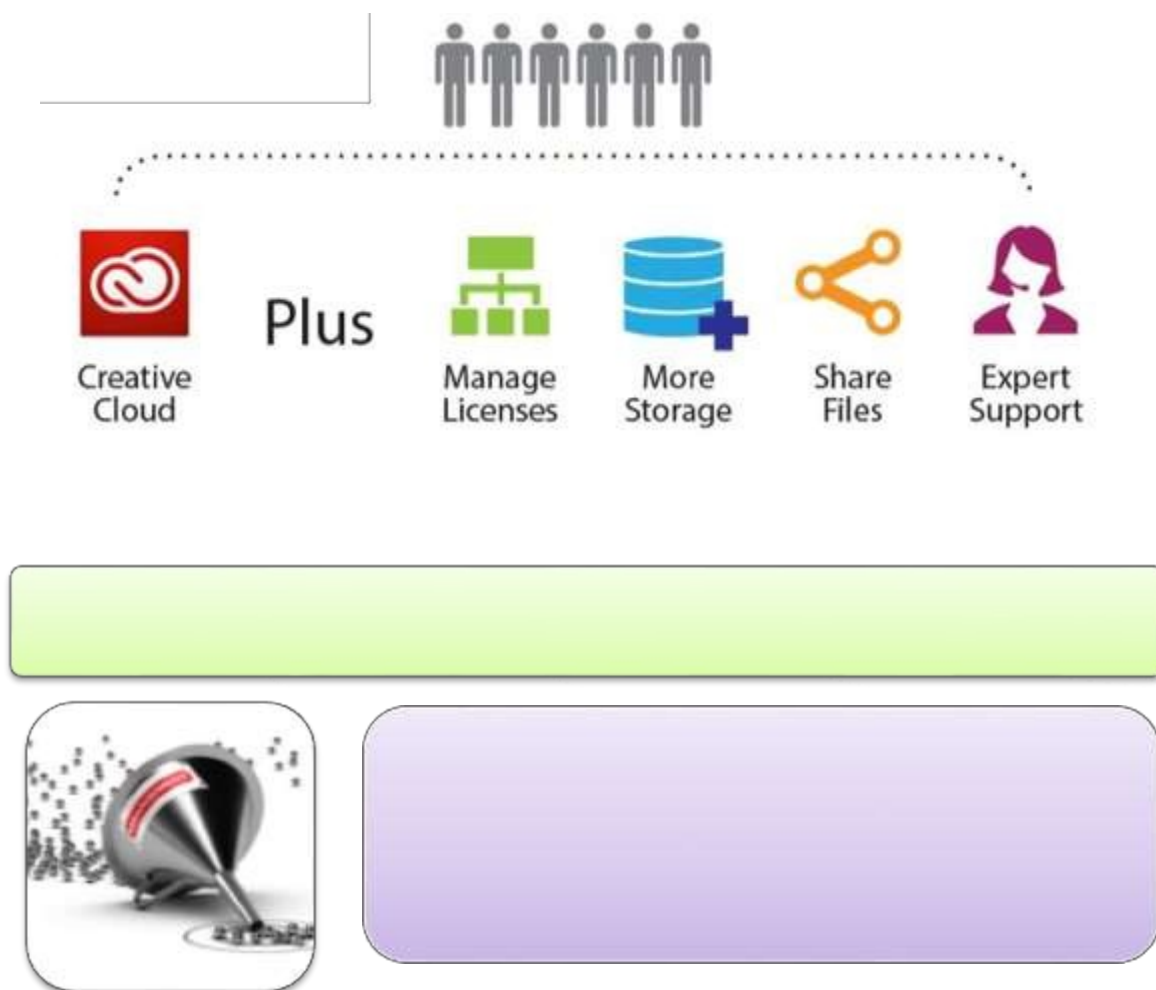 Plus
Creative
Cloud
Manage
Licenses
More
Storage
Share
Files
Expert
Support